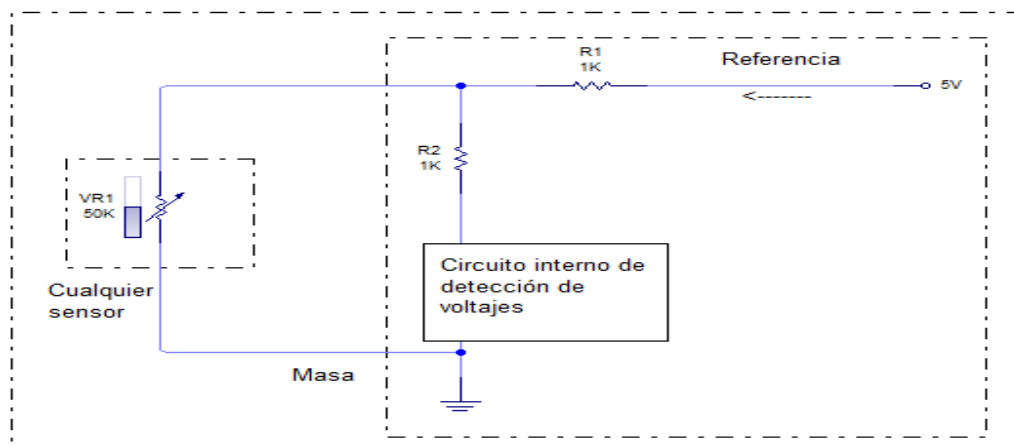 R1
1K
Referencia
<-------
5V
R2
1K
VR1
50K
Circuito interno de
detección de
voltajes
Cualquier
sensor
Masa